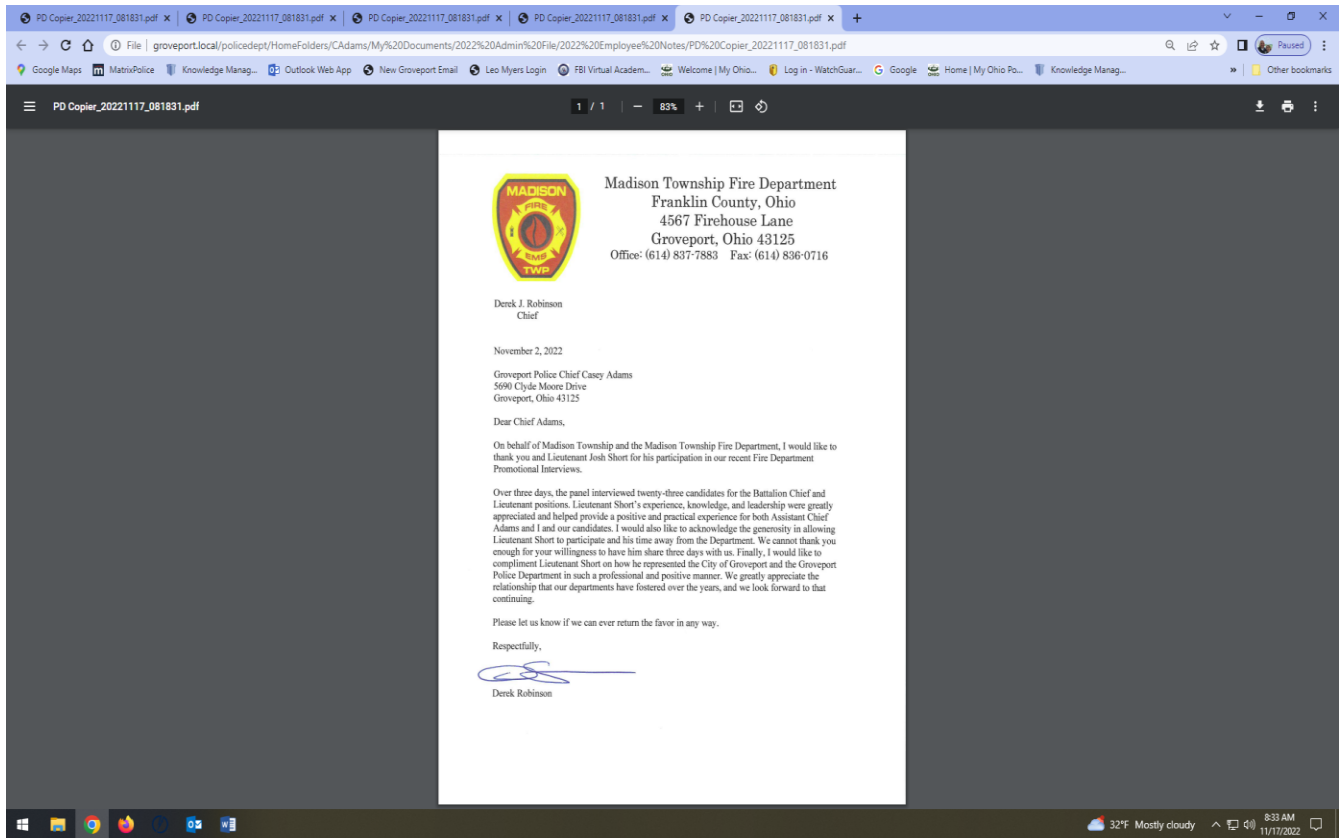 PD Copier_20221117_081831.pdf PD Copier_20221117_081831.pdf PD Copier_20221117_081831.pdf PD Copier_20221117_081831.pdf PD Copier_20221117_081831.pdf
File groveport.local/policedept/HomeFolders/CAdams/My%20Documents/2022%20Admin%20File/2022%20Employee%20Notes/PD%20Copier_20221117_081831.pdf Paused
Google Maps MatrixPolice Knowledge Manag... Outlook Web App New Groveport Email Leo Myers Login FBI Virtual Academ... Welcome | My Ohio... Log in - WatchGuar... Google Home | My Ohio Po... Knowledge Manag... » Other bookmarks
PD Copier_20221117_081831.pdf 1 / 1 — 83% +
MADISON
FIRE
EMS
TWP
Madison Township Fire Department
Franklin County, Ohio
4567 Firehouse Lane
Groveport, Ohio 43125
Office: (614) 837-7883 Fax: (614) 836-0716
Derek J. Robinson
Chief
November 2, 2022
Groveport Police Chief Casey Adams
5690 Clyde Moore Drive
Groveport, Ohio 43125
Dear Chief Adams,
On behalf of Madison Township and the Madison Township Fire Department, I would like to
thank you and Lieutenant Josh Short for his participation in our recent Fire Department
Promotional Interviews.
Over three days, the panel interviewed twenty-three candidates for the Battalion Chief and
Lieutenant positions. Lieutenant Short's experience, knowledge, and leadership were greatly
appreciated and helped provide a positive and practical experience for both Assistant Chief
Adams and I and our candidates. I would also like to acknowledge the generosity in allowing
Lieutenant Short to participate and his time away from the Department. We cannot thank you
enough for your willingness to have him share three days with us. Finally, I would like to
compliment Lieutenant Short on how he represented the City of Groveport and the Groveport
Police Department in such a professional and positive manner. We greatly appreciate the
relationship that our departments have fostered over the years, and we look forward to that
continuing.
Please let us know if we can ever return the favor in any way.
Respectfully,
Derek Robinson
32°F Mostly cloudy 8:33 AM
11/17/2022